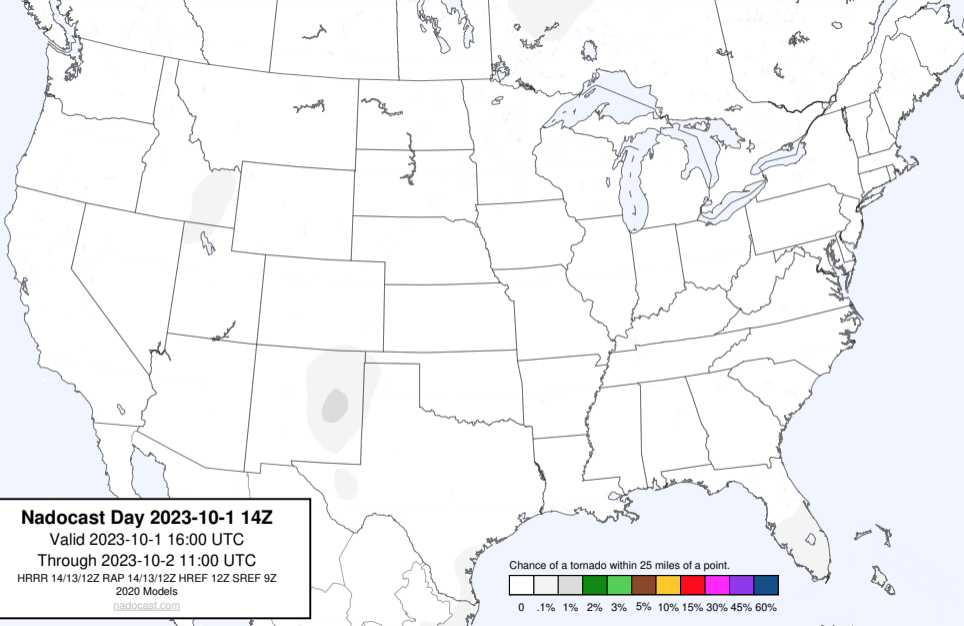 Nadocast Day 2023-10-1 14Z
Valid 2023-10-1 16:00 UTC
Through 2023-10-2 11:00 UTC
HRRR 14/13/12Z RAP 14/13/12Z HREF 12Z SREF 9Z
2020 Models
nadocast.com
Chance of a tornado within 25 miles of a point.
0 .1% 1% 2% 3% 5% 10% 15% 30% 45% 60%